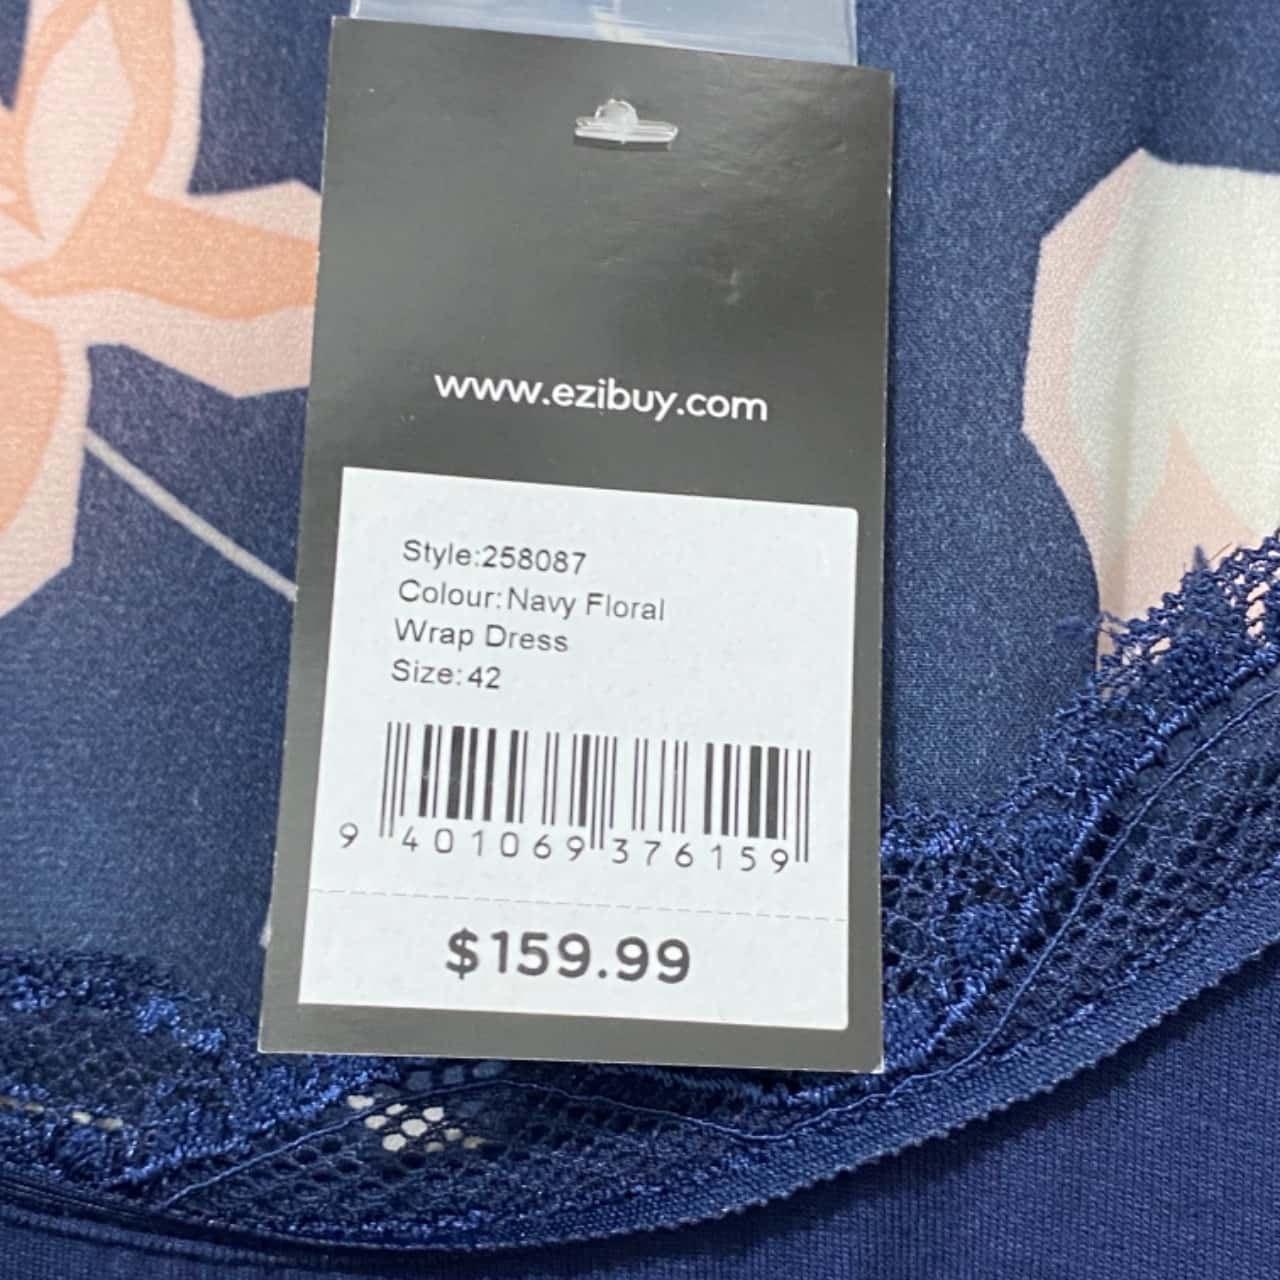 www.ezibuy.com
Style:258087
Colour:Navy Floral
Wrap Dress
Size:42
9 401069 376159
$159.99